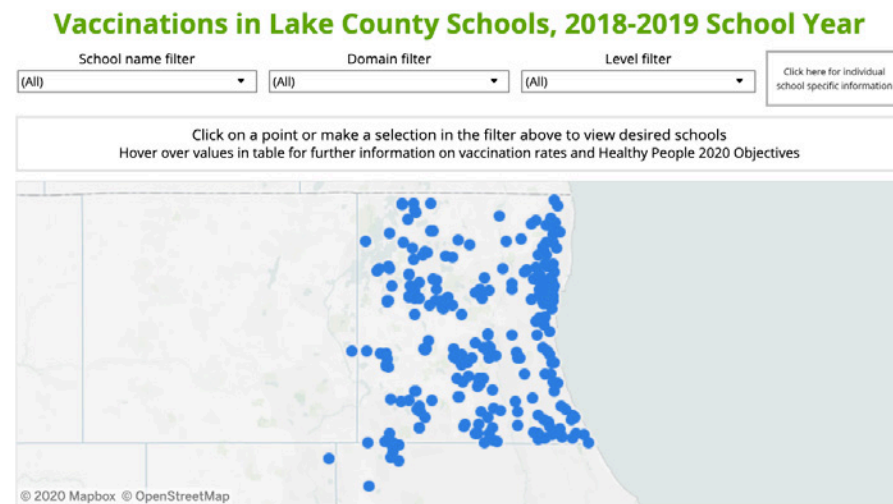 Vaccinations in Lake County Schools, 2018-2019 School Year
School name filter
Domain filter
Level filter
(All)
(All)
(All)
Click here for individual
school specific information
Click on a point or make a selection in the filter above to view desired schools
Hover over values in table for further information on vaccination rates and Healthy People 2020 Objectives
© 2020 Mapbox © OpenStreetMap